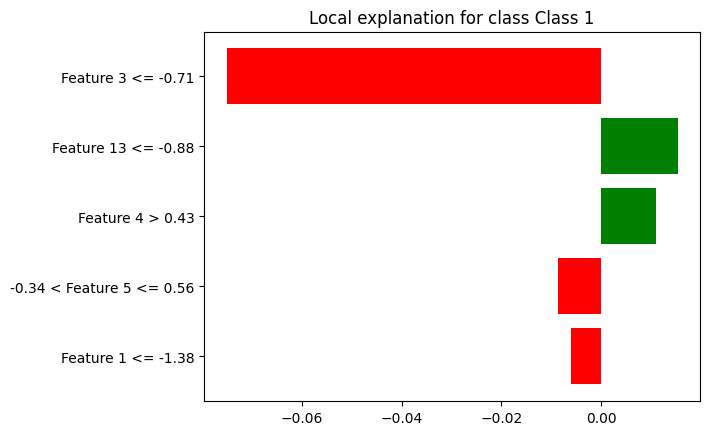 Local explanation for class Class 1
Feature 3 <= -0.71
Feature 13 <= -0.88
Feature 4 > 0.43
-0.34 < Feature 5 <= 0.56
Feature 1 <= -1.38
−0.06 −0.04 −0.02 0.00